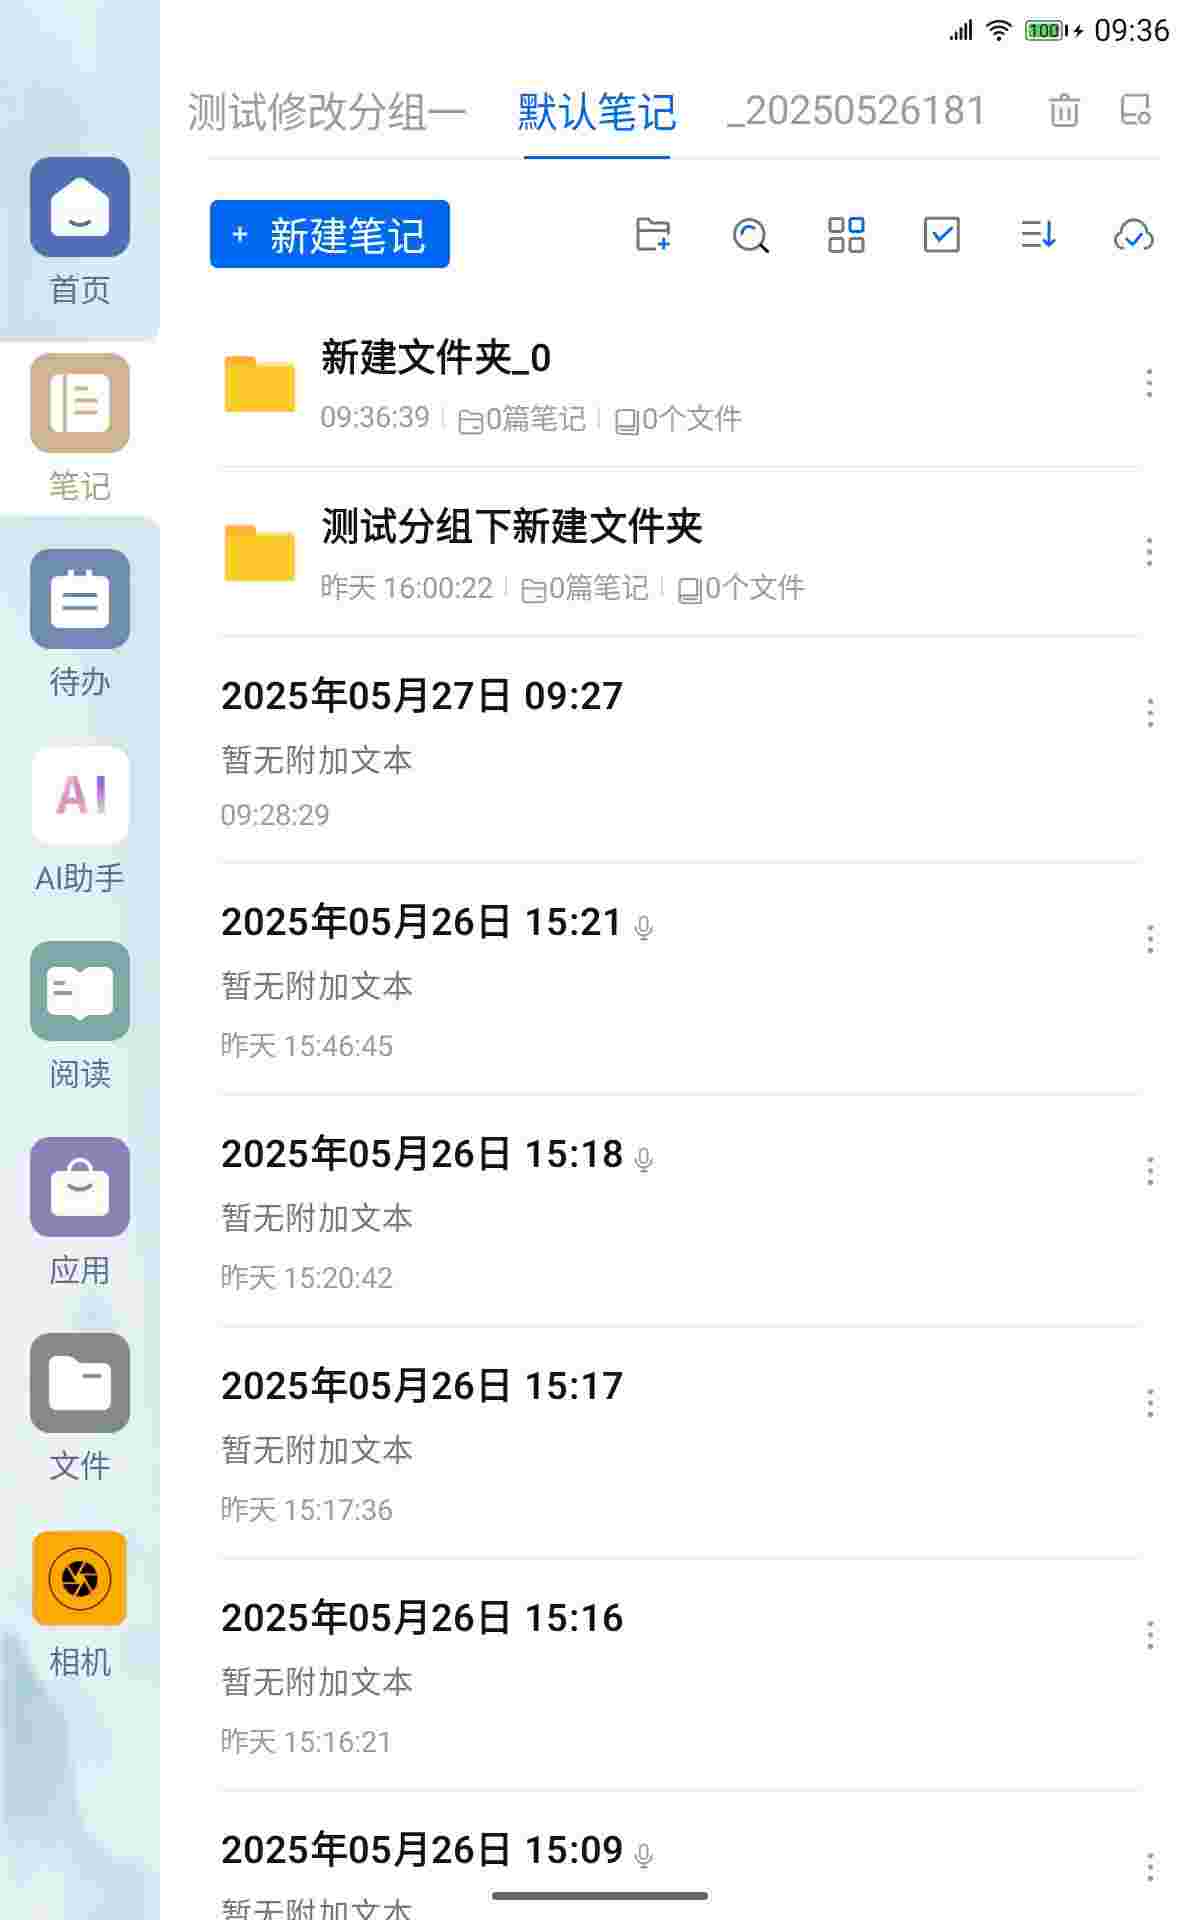 100 09:36
测试修改分组一 默认笔记 _20250526181
+ 新建笔记
首页
笔记
待办
AI
AI助手
阅读
应用
文件
相机
新建文件夹_0
09:36:39 0篇笔记 0个文件
测试分组下新建文件夹
昨天 16:00:22 0篇笔记 0个文件
2025年05月27日 09:27
暂无附加文本
09:28:29
2025年05月26日 15:21
暂无附加文本
昨天 15:46:45
2025年05月26日 15:18
暂无附加文本
昨天 15:20:42
2025年05月26日 15:17
暂无附加文本
昨天 15:17:36
2025年05月26日 15:16
暂无附加文本
昨天 15:16:21
2025年05月26日 15:09
暂无附加文本